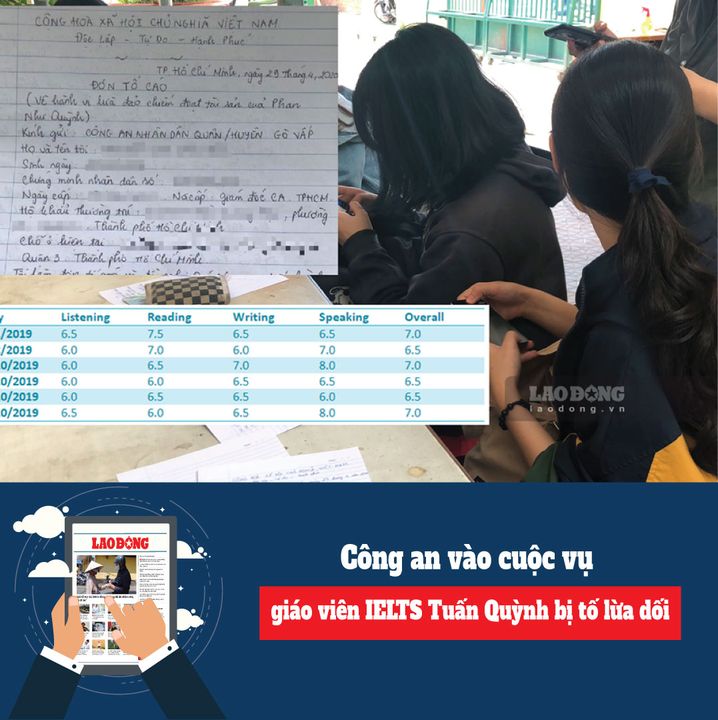 CÔNG HÒA XÃ HỘI CHỦ NGHĨA VIỆT NAM
Độc Lập - Tự Do - Hạnh Phúc
TP Hồ Chí Minh, ngày 29 tháng 4, 2020
ĐƠN TỐ CÁO
(Về hành vi lừa đảo chiếm đoạt tài sản của Phan
Như Quỳnh)
Kính gửi: CÔNG AN NHÂN DÂN QUẬN/HUYỆN GÒ VẤP
Họ và tên tôi:
Sinh ngày:
Chứng minh nhân dân số:
Ngày cấp: Nơi cấp: giám đốc CA. TPHCM
Hộ khẩu thường trú: , phường
Thành phố Hồ Chí Minh
Chỗ ở hiện tại
Quận 3. Thành phố Hồ Chí Minh
y Listening Reading Writing Speaking Overall
/2019 6.5 7.5 6.5 6.5 7.0
/2019 6.0 7.0 6.0 7.0 6.5
0/2019 6.0 6.5 7.0 8.0 7.0
0/2019 6.0 6.0 6.5 6.0 6.5
0/2019 6.0 6.0 6.5 6.5 6.5
0/2019 6.5 6.0 6.5 8.0 7.0
LAO ĐỘNG
laodong.vn
LAO ĐỘNG
Công an vào cuộc vụ
giáo viên IELTS Tuấn Quỳnh bị tố lừa dối